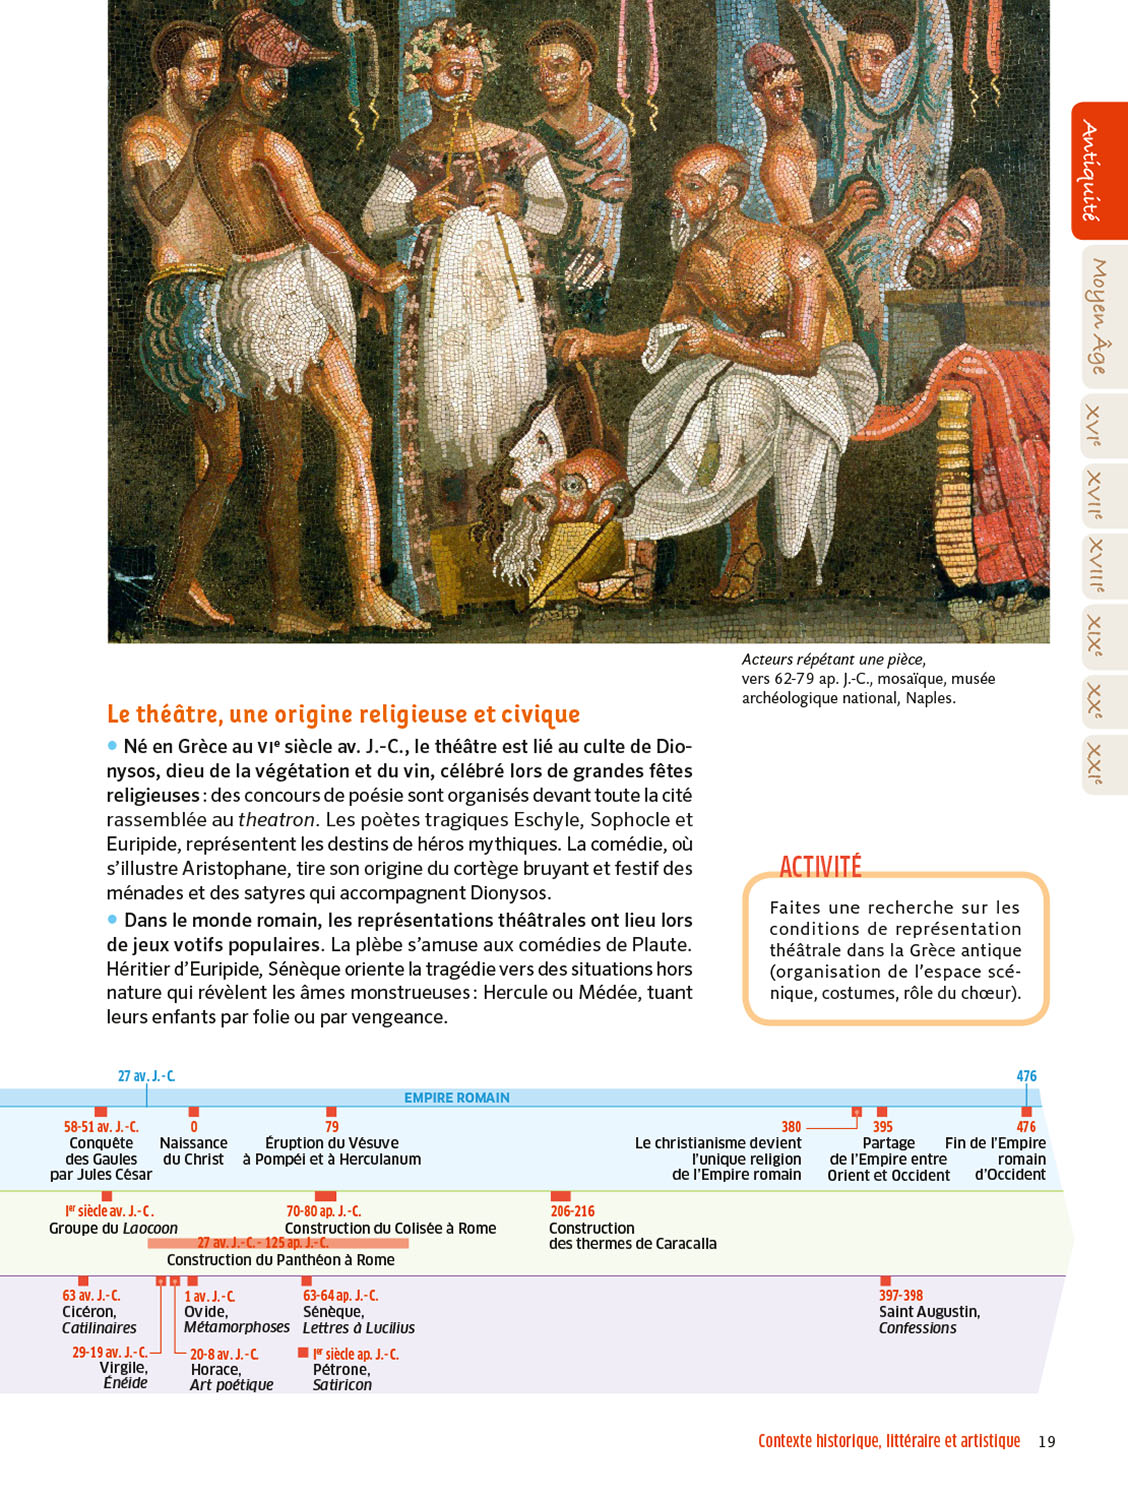 Antiquité
Moyen Âge
XVIe
XVIIe
XVIIIe
XIXe
XXe
XXIe
Acteurs répétant une pièce,
vers 62-79 ap. J.-C., mosaïque, musée
archéologique national, Naples.
Le théâtre, une origine religieuse et civique
• Né en Grèce au VIe siècle av. J.-C., le théâtre est lié au culte de Dio-
nysos, dieu de la végétation et du vin, célébré lors de grandes fêtes
religieuses : des concours de poésie sont organisés devant toute la cité
rassemblée au theatron. Les poètes tragiques Eschyle, Sophocle et
Euripide, représentent les destins de héros mythiques. La comédie, où
s'illustre Aristophane, tire son origine du cortège bruyant et festif des
ménades et des satyres qui accompagnent Dionysos.
• Dans le monde romain, les représentations théâtrales ont lieu lors
de jeux votifs populaires. La plèbe s'amuse aux comédies de Plaute.
Héritier d'Euripide, Sénèque oriente la tragédie vers des situations hors
nature qui révèlent les âmes monstrueuses : Hercule ou Médée, tuant
leurs enfants par folie ou par vengeance.
ACTIVITÉ
Faites une recherche sur les
conditions de représentation
théâtrale dans la Grèce antique
(organisation de l'espace scé-
nique, costumes, rôle du chœur).
27 av. J.-C.
476
EMPIRE ROMAIN
58-51 av. J.-C.
Conquête
des Gaules
par Jules César
0
Naissance
du Christ
79
Éruption du Vésuve
à Pompéi et à Herculanum
380
Le christianisme devient
l'unique religion
de l'Empire romain
395
Partage
de l'Empire entre
Orient et Occident
476
Fin de l'Empire
romain
d'Occident
Ier siècle av. J.-C.
Groupe du Laocoon
70-80 ap. J.-C.
Construction du Colisée à Rome
27 av. J.-C. - 125 ap. J.-C.
Construction du Panthéon à Rome
206-216
Construction
des thermes de Caracalla
63 av. J.-C.
Cicéron,
Catilinaires
1 av. J.-C.
Ovide,
Métamorphoses
63-64 ap. J.-C.
Sénèque,
Lettres à Lucilius
397-398
Saint Augustin,
Confessions
29-19 av. J.-C.
Virgile,
Énéide
20-8 av. J.-C.
Horace,
Art poétique
Ier siècle ap. J.-C.
Pétrone,
Satiricon
Contexte historique, littéraire et artistique 19